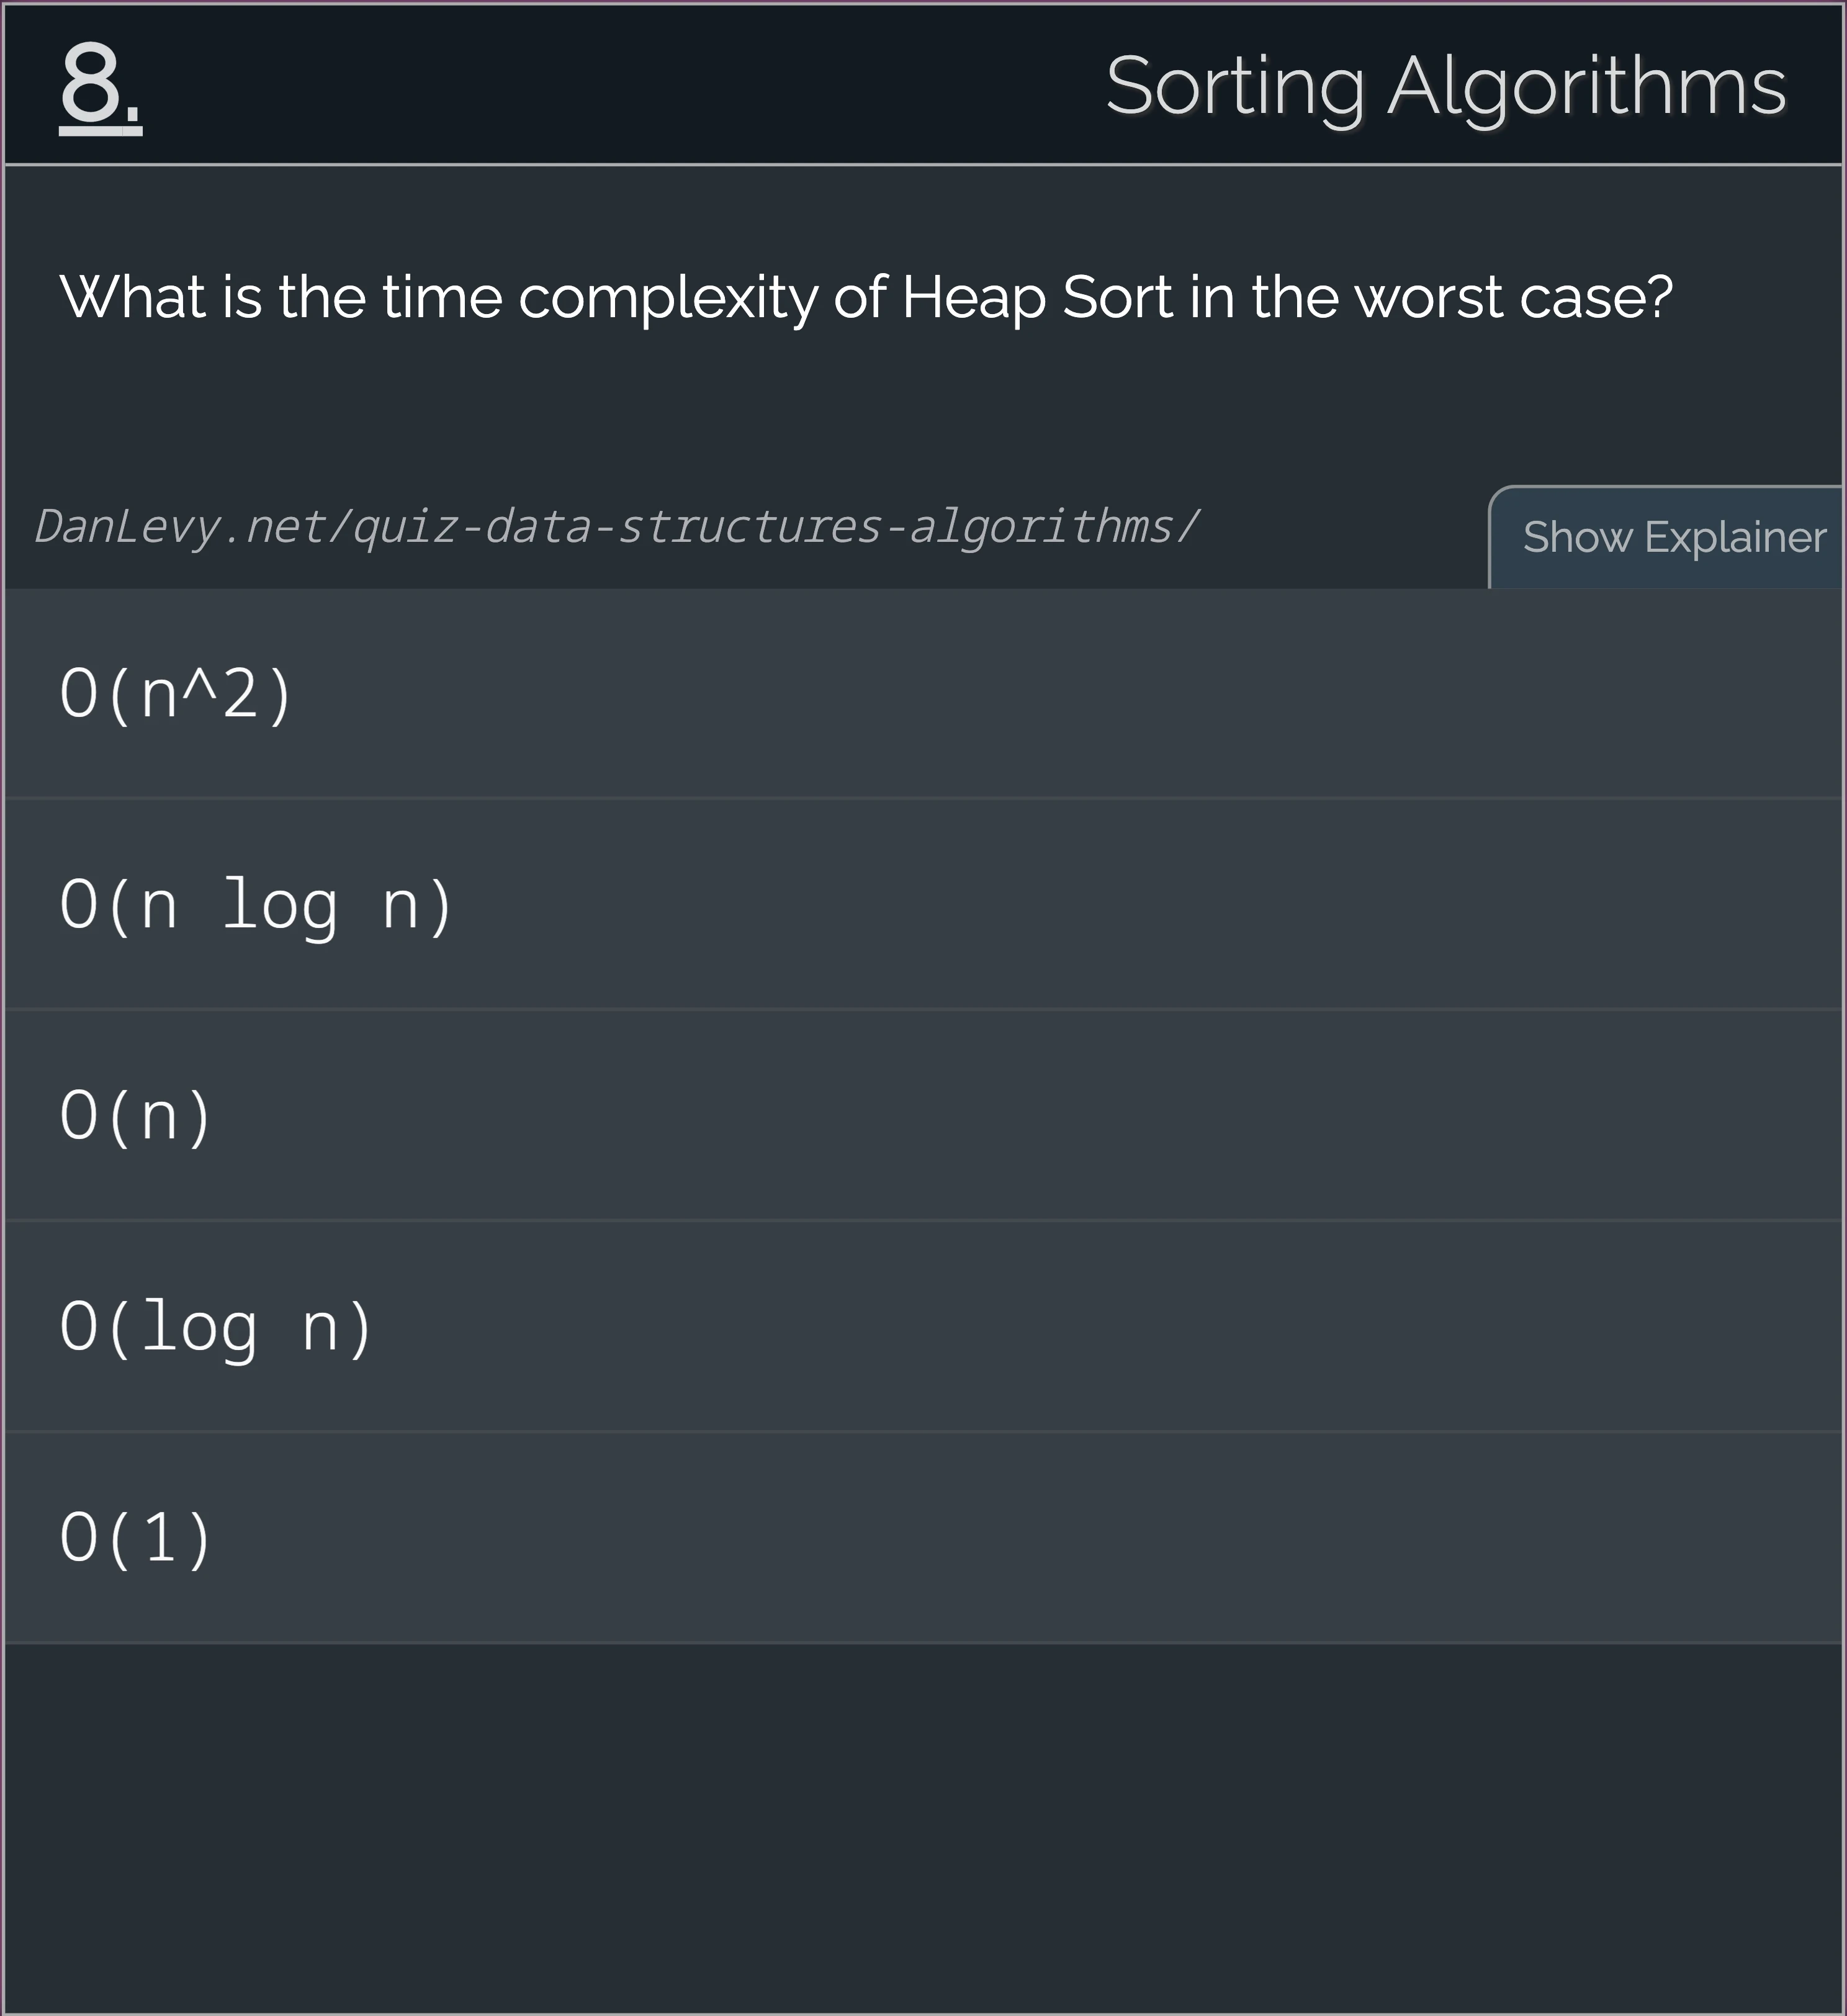 8.
Sorting Algorithms
What is the time complexity of Heap Sort in the worst case?
DanLevy.net/quiz-data-structures-algorithms/
Show Explainer
O(n^2)
O(n log n)
O(n)
O(log n)
O(1)